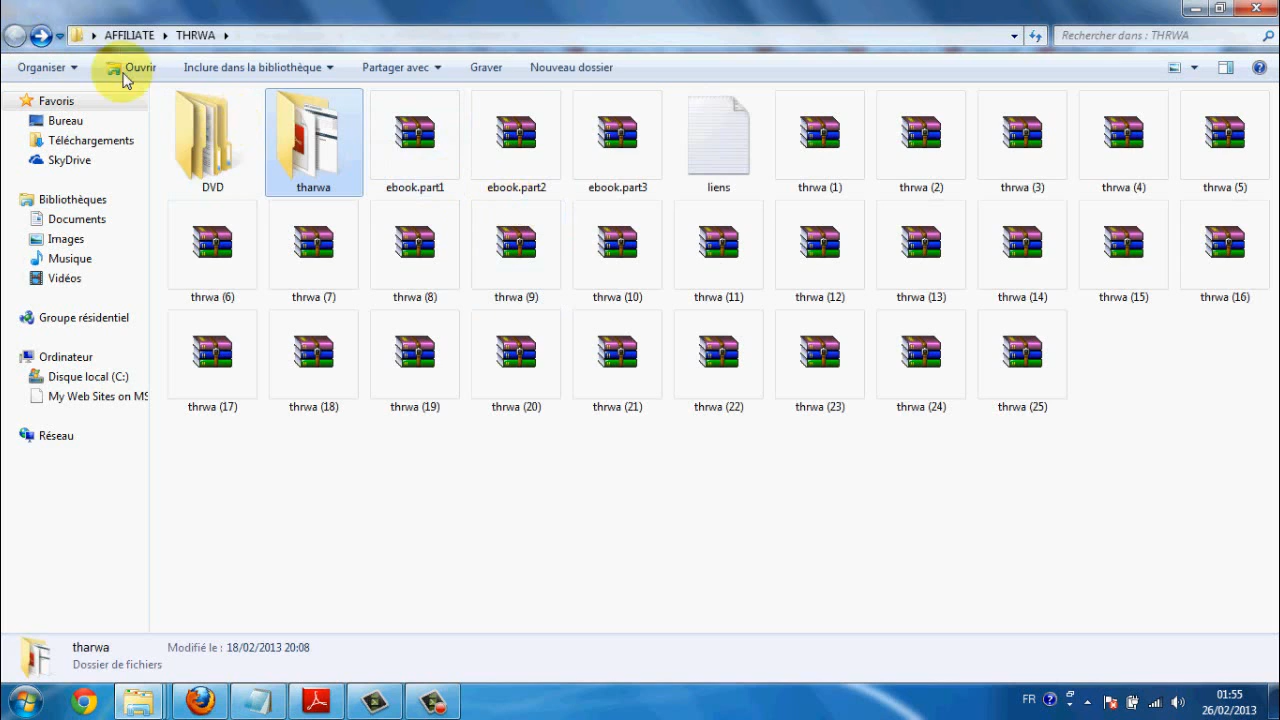 AFFILIATE THRWA
Rechercher dans : THRWA
Organiser Ouvrir Inclure dans la bibliothèque Partager avec Graver Nouveau dossier
Favoris
Bureau
Téléchargements
SkyDrive
Bibliothèques
Documents
Images
Musique
Vidéos
Groupe résidentiel
Ordinateur
Disque local (C:)
My Web Sites on MS
Réseau
DVD tharwa ebook.part1 ebook.part2 ebook.part3 liens thrwa (1) thrwa (2) thrwa (3) thrwa (4) thrwa (5)
thrwa (6) thrwa (7) thrwa (8) thrwa (9) thrwa (10) thrwa (11) thrwa (12) thrwa (13) thrwa (14) thrwa (15) thrwa (16)
thrwa (17) thrwa (18) thrwa (19) thrwa (20) thrwa (21) thrwa (22) thrwa (23) thrwa (24) thrwa (25)
tharwa Modifié le : 18/02/2013 20:08
Dossier de fichiers
FR 01:55
26/02/2013